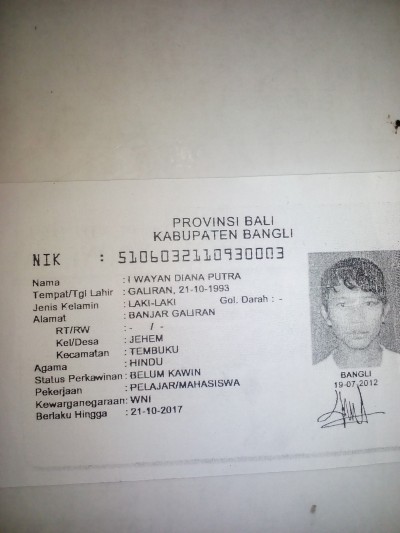 PROVINSI BALI
KABUPATEN BANGLI
NIK : 5106032110930003
Nama : I WAYAN DIANA PUTRA
Tempat/Tgl Lahir : GALIRAN, 21-10-1993
Jenis Kelamin : LAKI-LAKI Gol. Darah : -
Alamat : BANJAR GALIRAN
RT/RW : - / -
Kel/Desa : JEHEM
Kecamatan : TEMBUKU
Agama : HINDU
Status Perkawinan : BELUM KAWIN
Pekerjaan : PELAJAR/MAHASISWA
Kewarganegaraan : WNI
Berlaku Hingga : 21-10-2017
BANGLI
19-07-2012